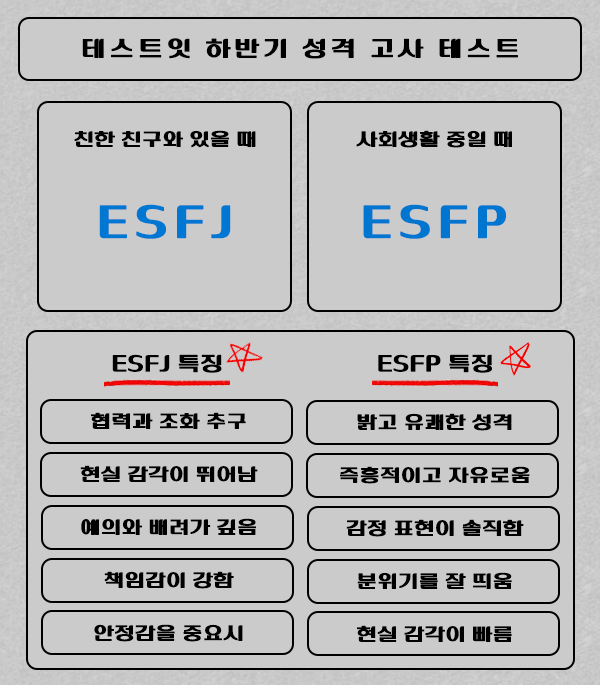 테스트잇 하반기 성격 고사 테스트
친한 친구와 있을 때
ESFJ
사회생활 중일 때
ESFP
ESFJ 특징
협력과 조화 추구
현실 감각이 뛰어남
예의와 배려가 깊음
책임감이 강함
안정감을 중요시
ESFP 특징
밝고 유쾌한 성격
즉흥적이고 자유로움
감정 표현이 솔직함
분위기를 잘 띄움
현실 감각이 빠름